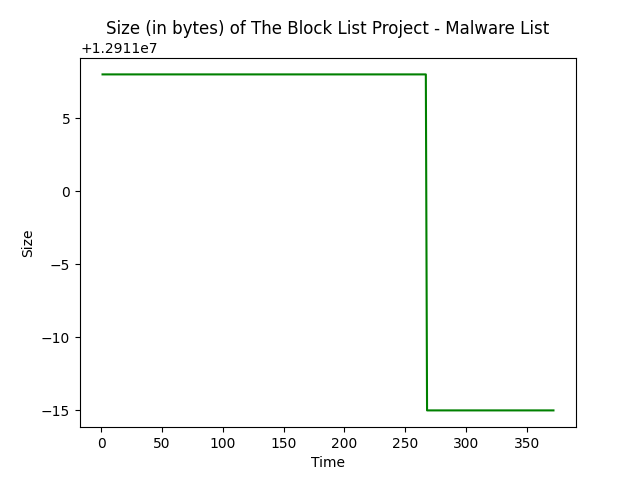 Size (in bytes) of The Block List Project - Malware List
+1.2911e7
5
0
−5
−10
−15
Size
0 50 100 150 200 250 300 350
Time